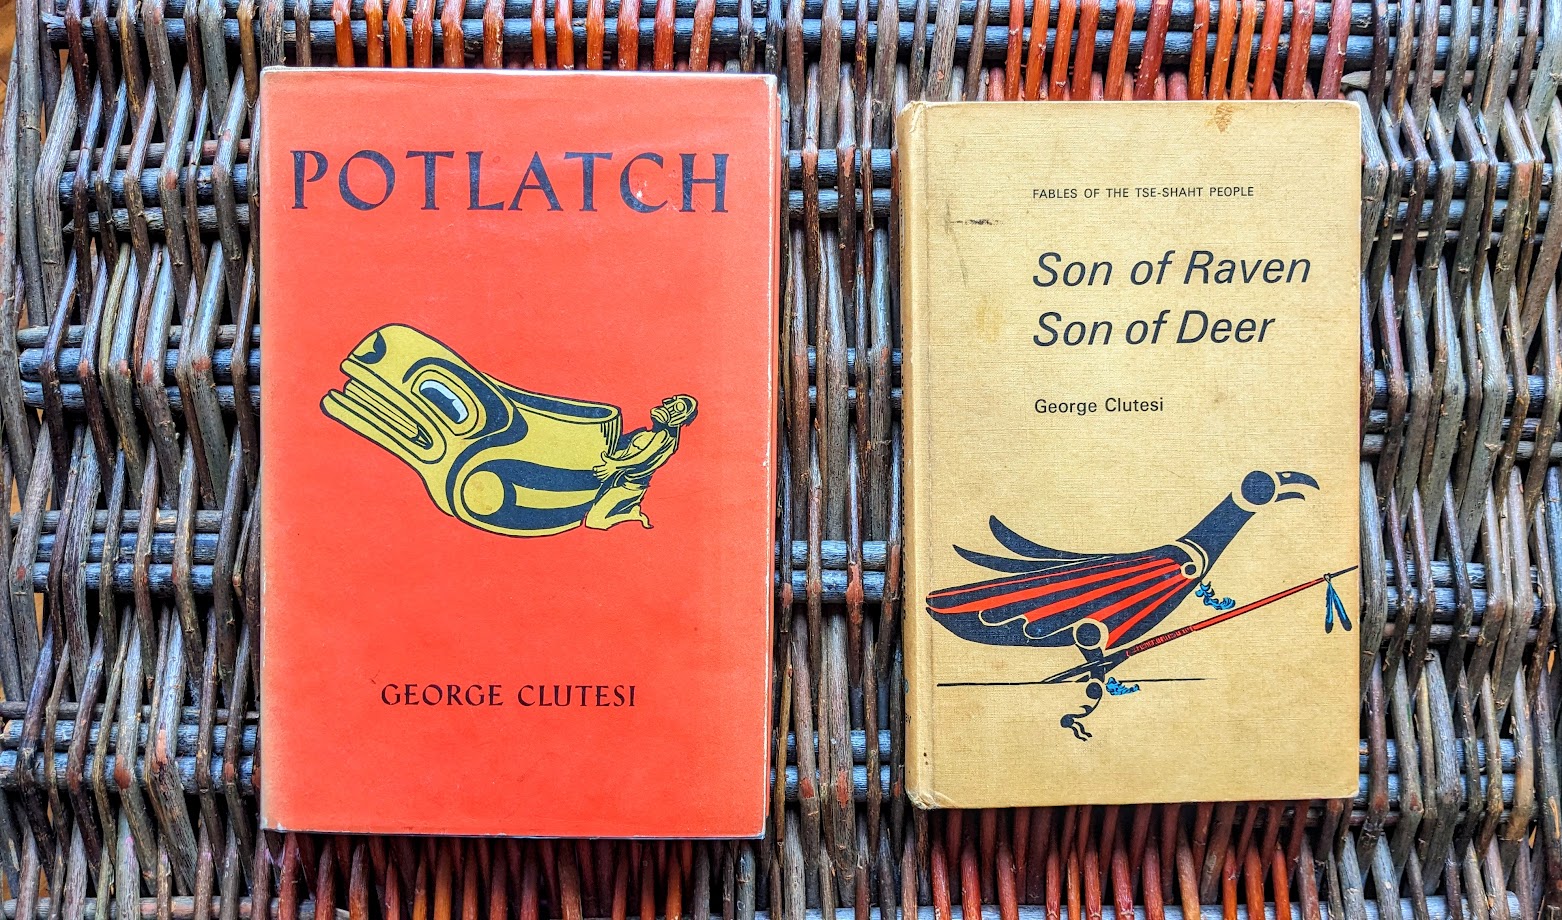 POTLATCH
GEORGE CLUTESI
FABLES OF THE TSE-SHAHT PEOPLE
Son of Raven
Son of Deer
George Clutesi